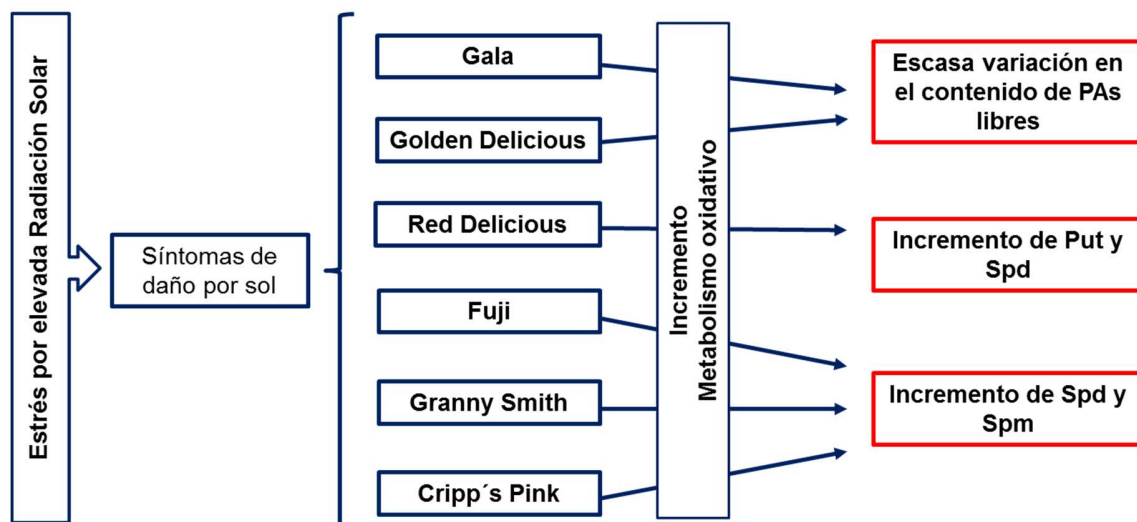 Estrés por elevada Radiación Solar
Síntomas de
daño por sol
Gala
Golden Delicious
Red Delicious
Fuji
Granny Smith
Cripp´s Pink
Incremento
Metabolismo oxidativo
Escasa variación en
el contenido de PAs
libres
Incremento de Put y
Spd
Incremento de Spd y
Spm